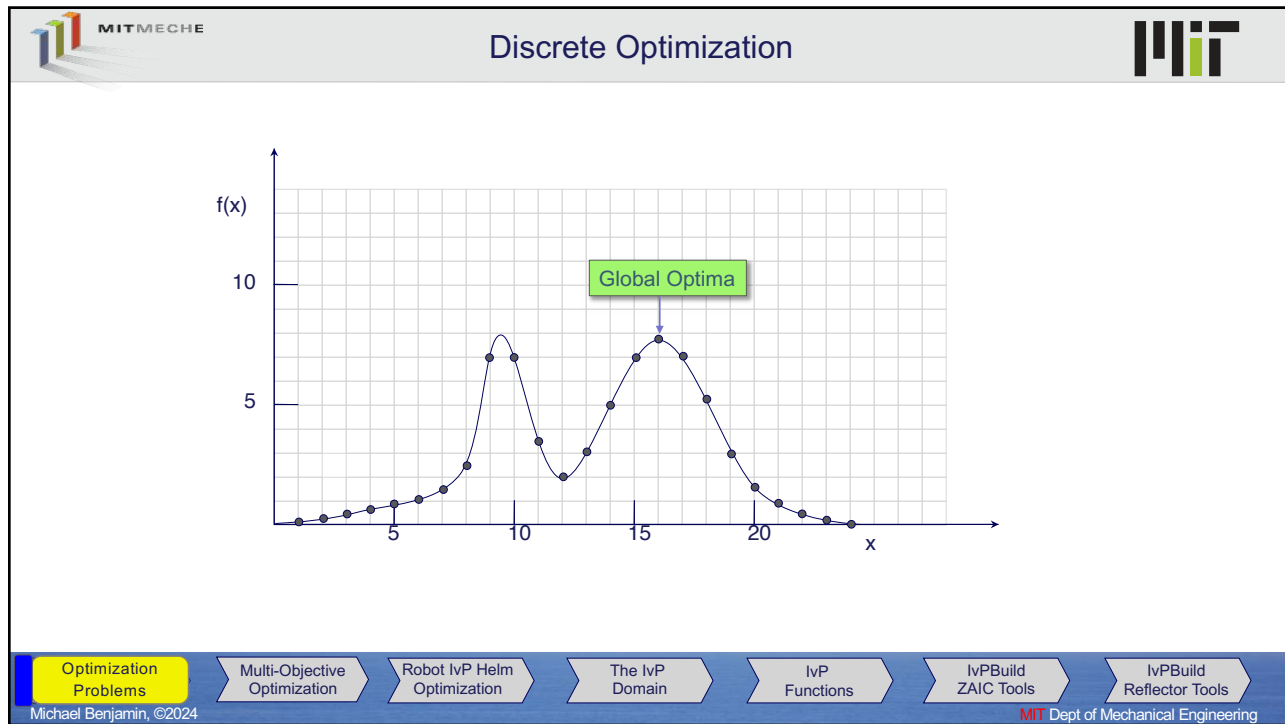 MITMECHE
Discrete Optimization
MIT
f(x)
10
Global Optima
5
5
10
15
20
x
Optimization
Problems
Multi-Objective
Optimization
Robot IvP Helm
Optimization
The IvP
Domain
IvP
Functions
IvPBuild
ZAIC Tools
IvPBuild
Reflector Tools
Michael Benjamin, ©2024
MIT Dept of Mechanical Engineering